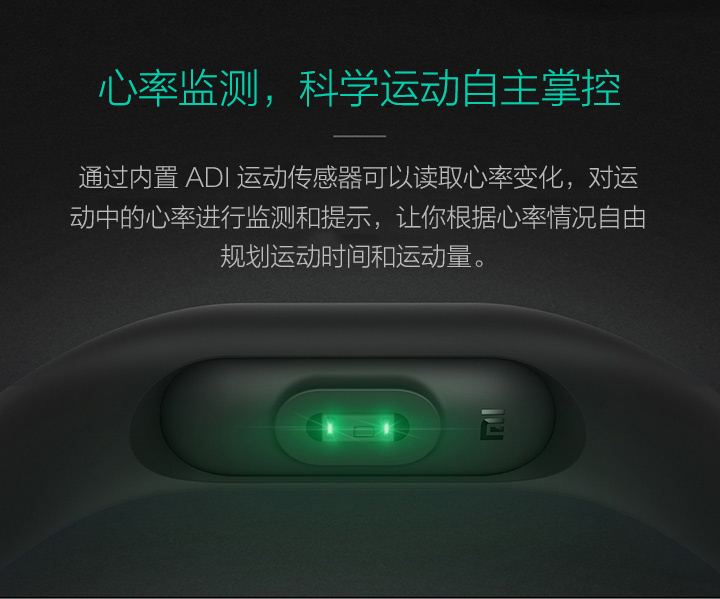 心率监测，科学运动自主掌控
通过内置 ADI 运动传感器可以读取心率变化，对运
动中的心率进行监测和提示，让你根据心率情况自由
规划运动时间和运动量。